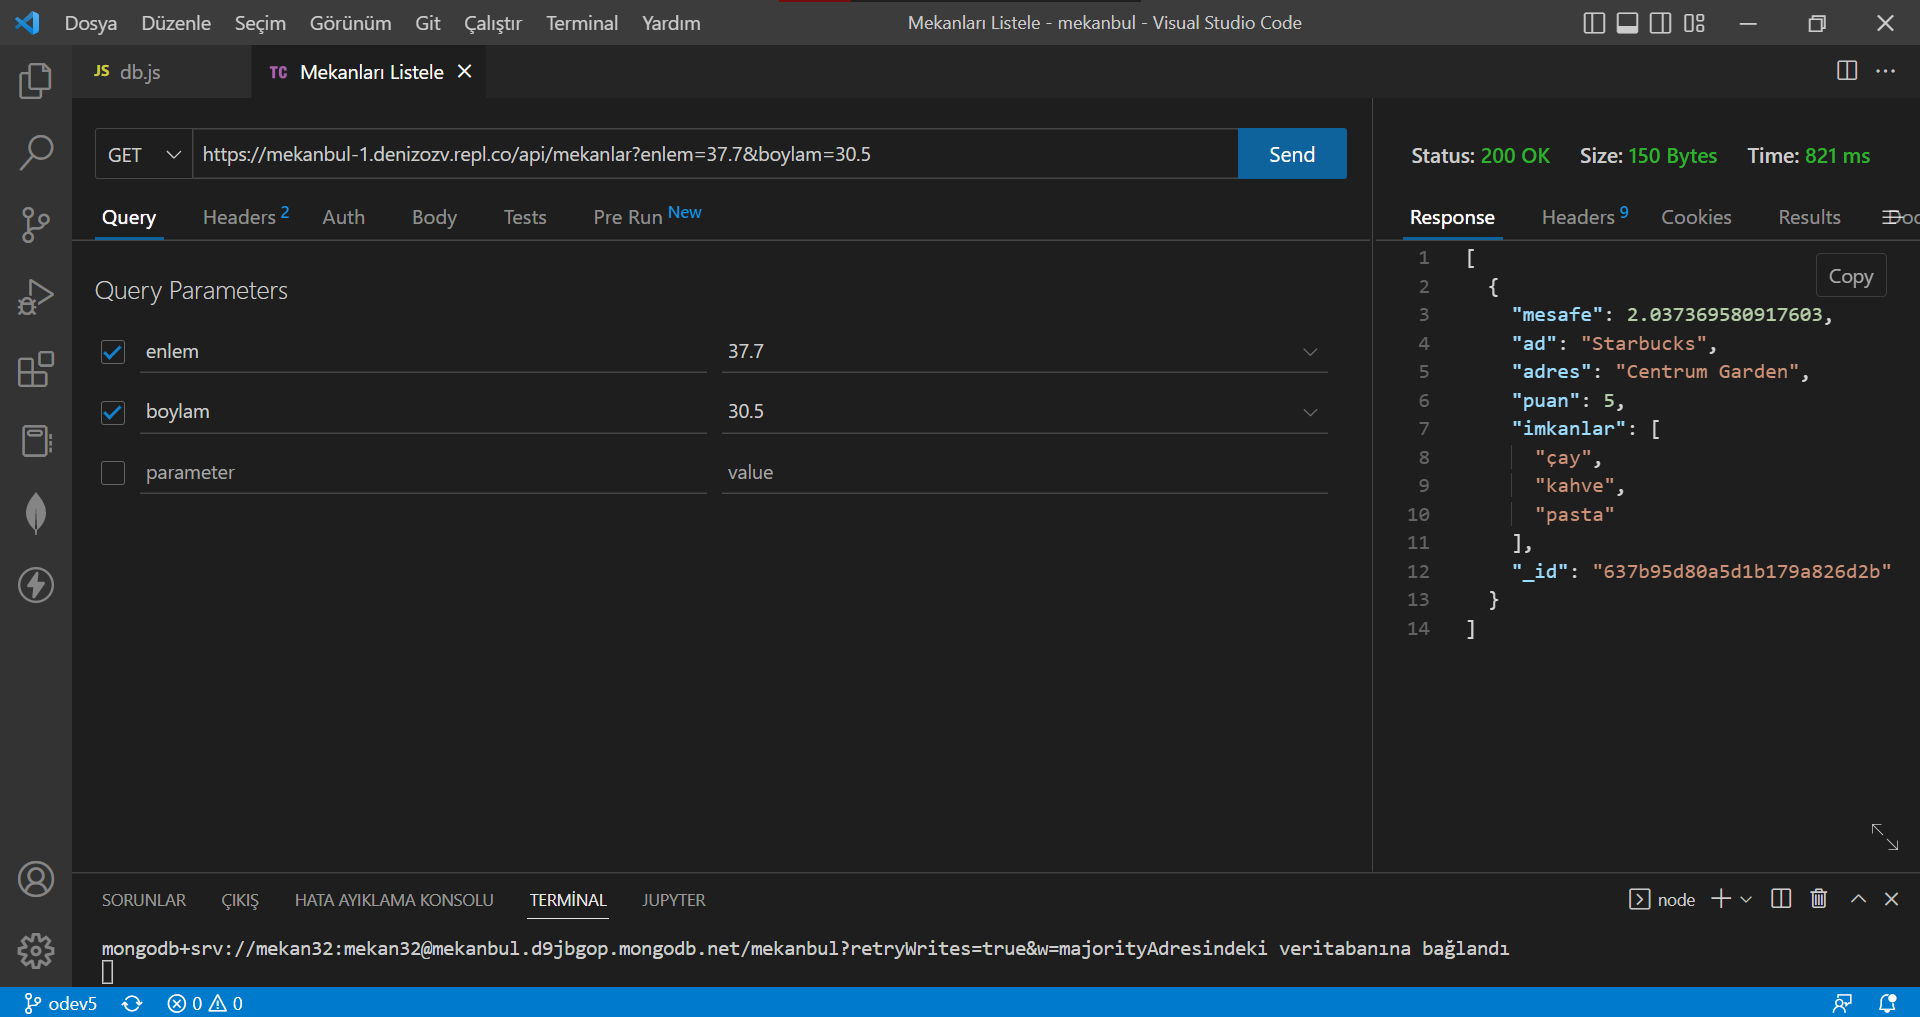 Dosya Düzenle Seçim Görünüm Git Çalıştır Terminal Yardım
Mekanları Listele - mekanbul - Visual Studio Code
JS db.js
TC Mekanları Listele
GET
https://mekanbul-1.denizozv.repl.co/api/mekanlar?enlem=37.7&boylam=30.5
Send
Query Headers 2 Auth Body Tests Pre Run New
Query Parameters
enlem 37.7
boylam 30.5
parameter value
Status: 200 OK Size: 150 Bytes Time: 821 ms
Response Headers 9 Cookies Results Doc
Copy
1 [
2 {
3 "mesafe": 2.037369580917603,
4 "ad": "Starbucks",
5 "adres": "Centrum Garden",
6 "puan": 5,
7 "imkanlar": [
8 "çay",
9 "kahve",
10 "pasta"
11 ],
12 "_id": "637b95d80a5d1b179a826d2b"
13 }
14 ]
SORUNLAR ÇIKIŞ HATA AYIKLAMA KONSOLU TERMİNAL JUPYTER
node
mongodb+srv://mekan32:mekan32@mekanbul.d9jbgop.mongodb.net/mekanbul?retryWrites=true&w=majorityAdresindeki veritabanına bağlandı
odev5 0 0